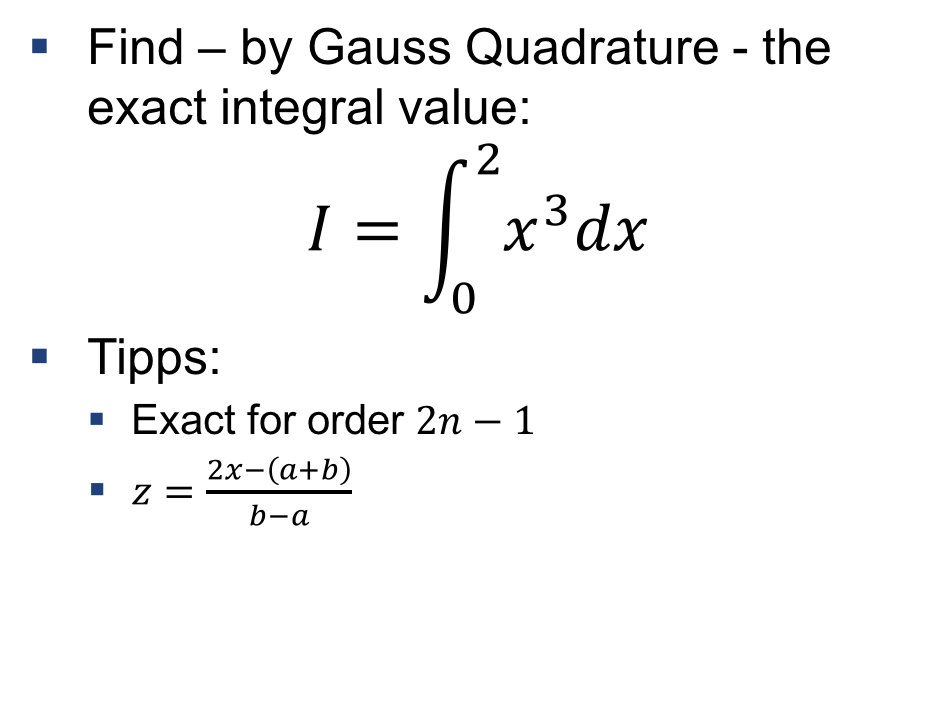 ▪ Find – by Gauss Quadrature - the
exact integral value:
I = ∫₀² x³dx
▪ Tipps:
▪ Exact for order 2n − 1
▪ z = (2x−(a+b))/(b−a)